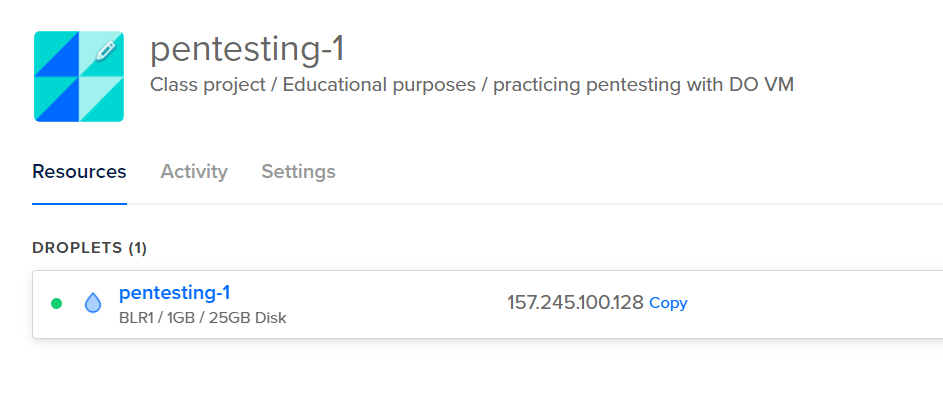 pentesting-1
Class project / Educational purposes / practicing pentesting with DO VM
Resources Activity Settings
DROPLETS (1)
pentesting-1
157.245.100.128 Copy
BLR1 / 1GB / 25GB Disk